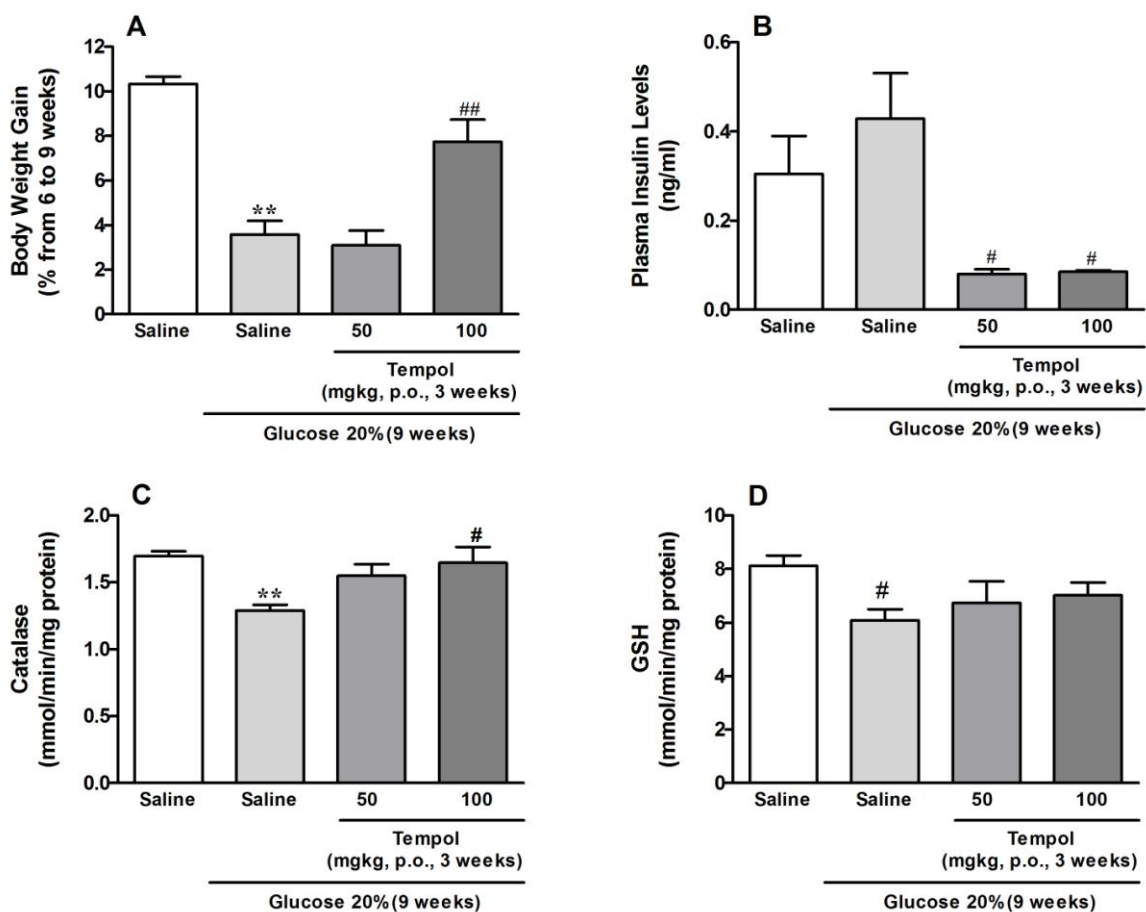 A
Body Weight Gain
(% from 6 to 9 weeks)
12
10
8
6
4
2
0
**
##
Saline
Saline
50
100
Tempol
(mgkg, p.o., 3 weeks)
Glucose 20%(9 weeks)
B
Plasma Insulin Levels
(ng/ml)
0.6
0.4
0.2
0.0
#
#
Saline
Saline
50
100
Tempol
(mgkg, p.o., 3 weeks)
Glucose 20%(9 weeks)
C
Catalase
(mmol/min/mg protein)
2.0
1.5
1.0
0.5
0.0
**
#
Saline
Saline
50
100
Tempol
(mgkg, p.o., 3 weeks)
Glucose 20%(9 weeks)
D
GSH
(mmol/min/mg protein)
10
8
6
4
2
0
#
Saline
Saline
50
100
Tempol
(mgkg, p.o., 3 weeks)
Glucose 20%(9 weeks)